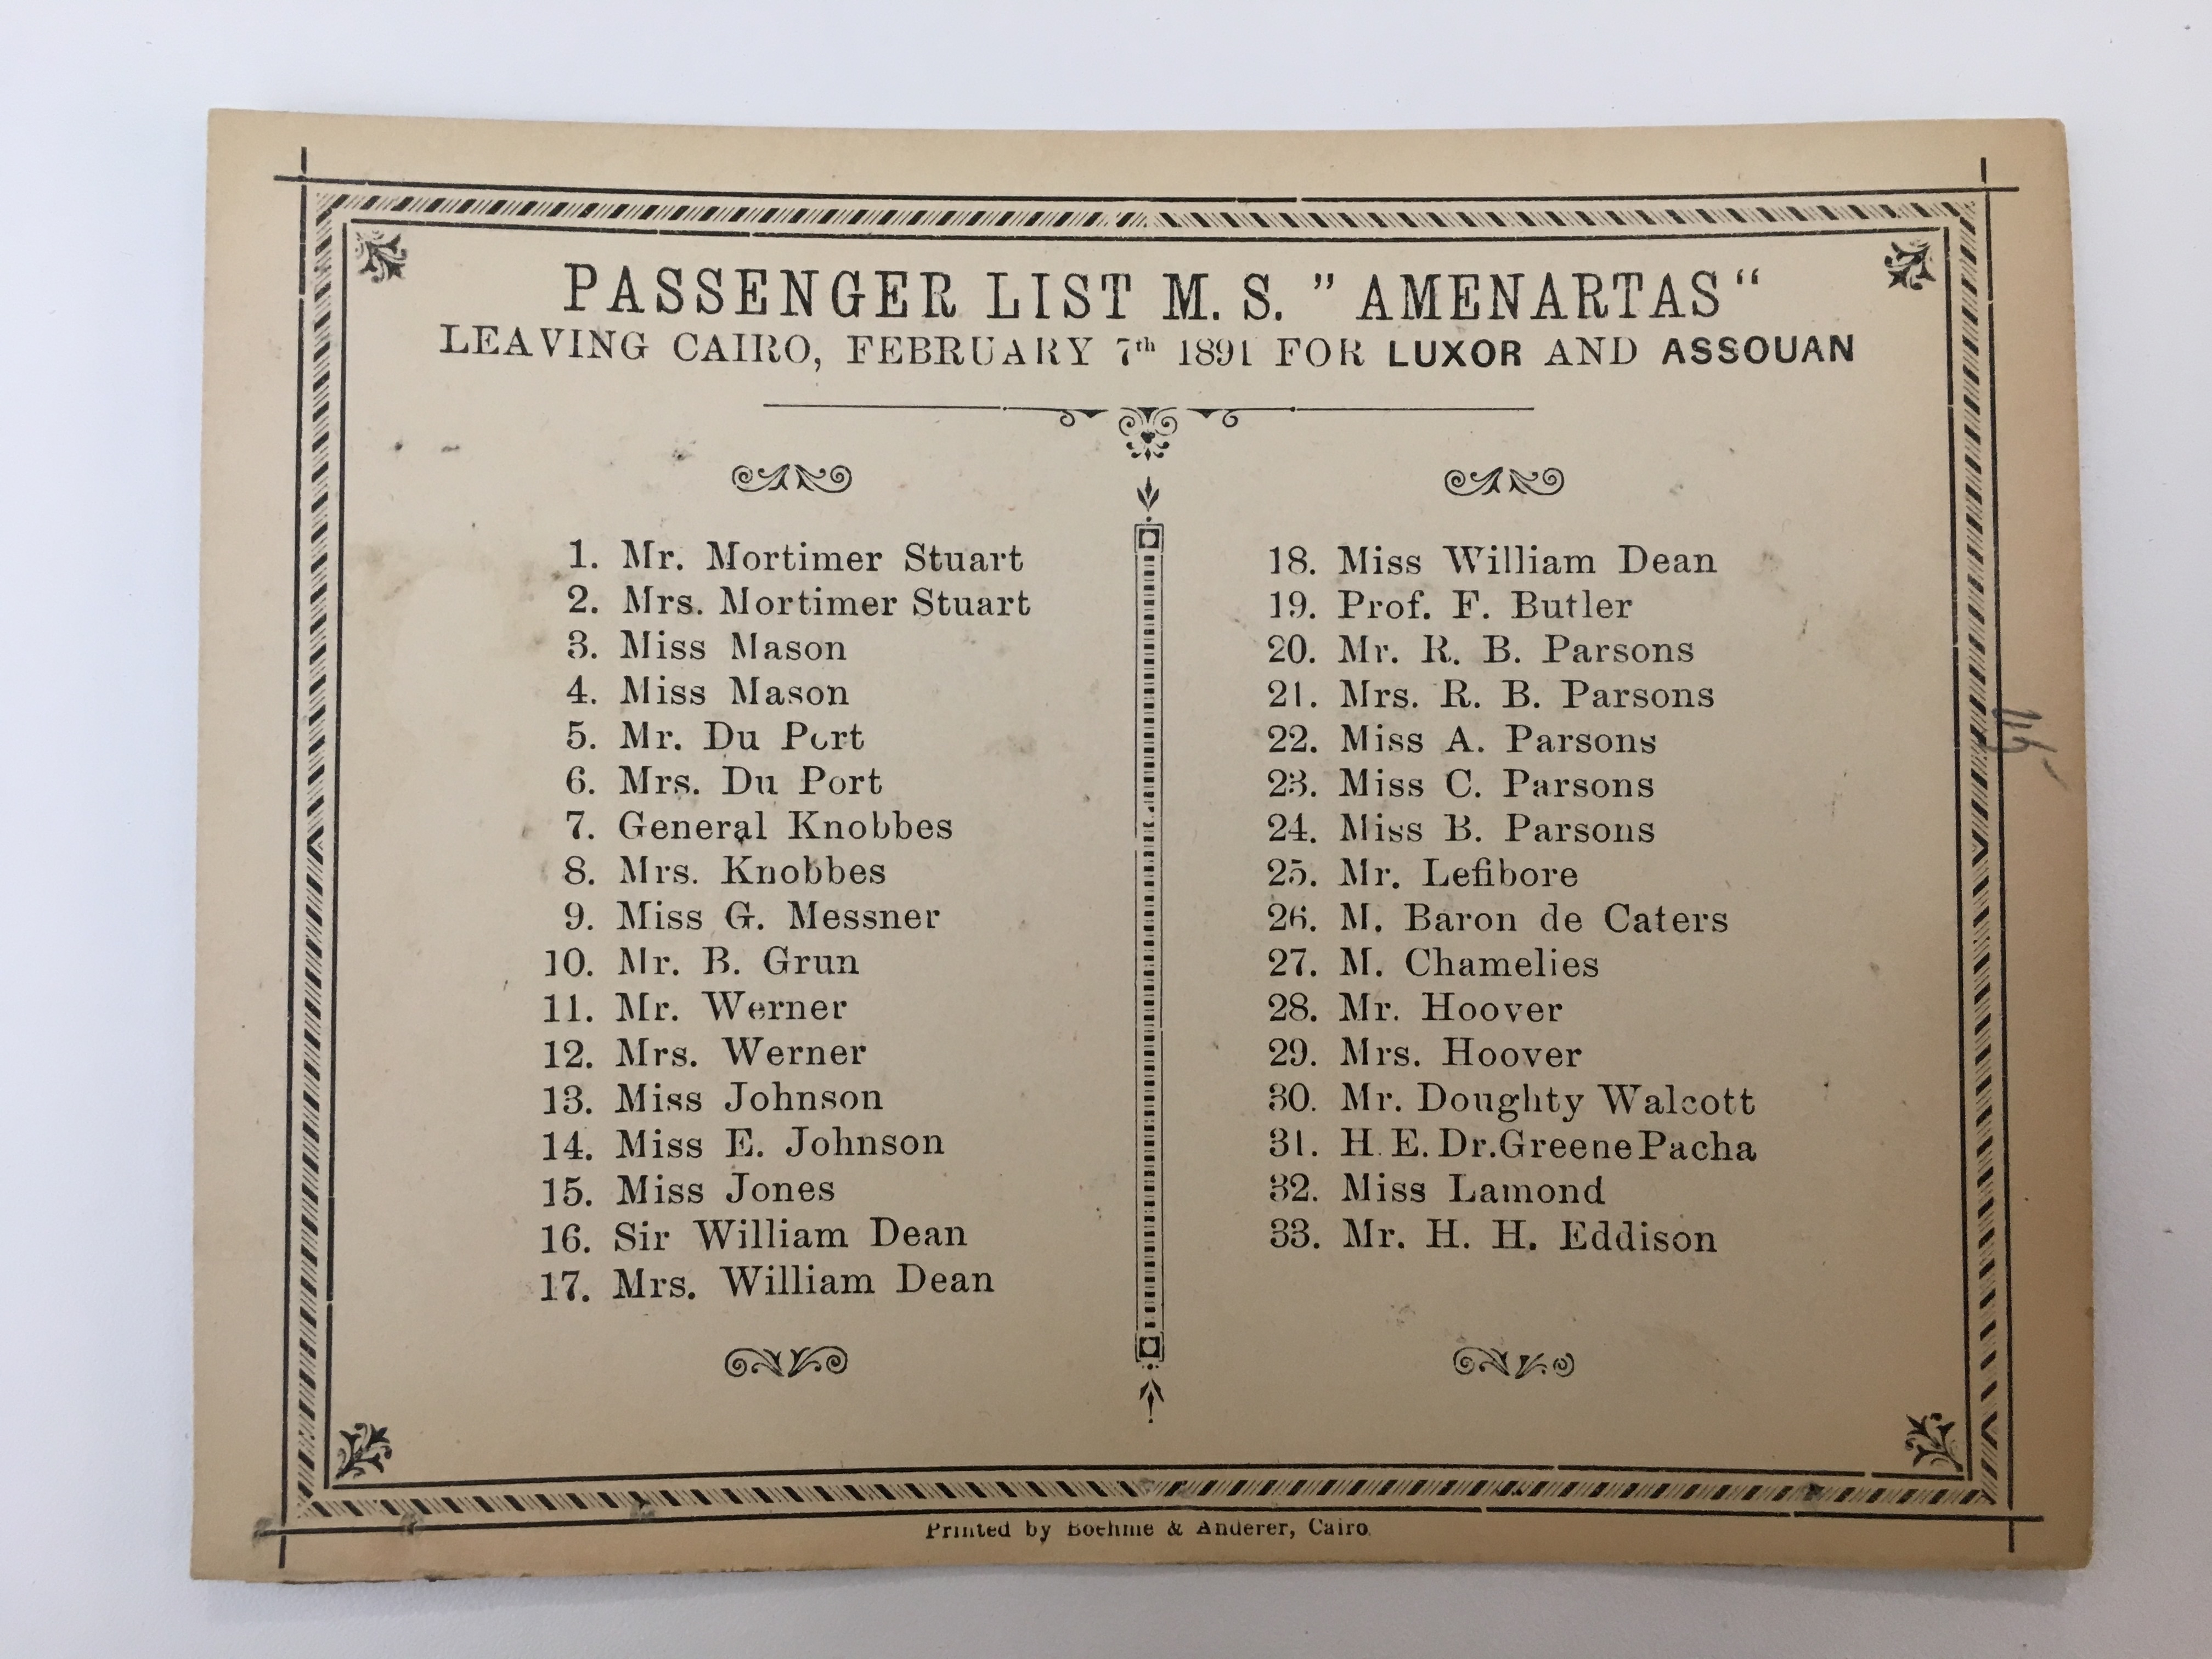 PASSENGER LIST M. S. "AMENARTAS"
LEAVING CAIRO, FEBRUARY 7th 1891 FOR LUXOR AND ASSOUAN
1. Mr. Mortimer Stuart
2. Mrs. Mortimer Stuart
3. Miss Mason
4. Miss Mason
5. Mr. Du Port
6. Mrs. Du Port
7. General Knobbes
8. Mrs. Knobbes
9. Miss G. Messner
10. Mr. B. Grun
11. Mr. Werner
12. Mrs. Werner
13. Miss Johnson
14. Miss E. Johnson
15. Miss Jones
16. Sir William Dean
17. Mrs. William Dean
18. Miss William Dean
19. Prof. F. Butler
20. Mr. R. B. Parsons
21. Mrs. R. B. Parsons
22. Miss A. Parsons
23. Miss C. Parsons
24. Miss B. Parsons
25. Mr. Lefibore
26. M. Baron de Caters
27. M. Chamelies
28. Mr. Hoover
29. Mrs. Hoover
30. Mr. Doughty Walcott
31. H. E. Dr. Greene Pacha
32. Miss Lamond
33. Mr. H. H. Eddison
Printed by Boehme & Anderer, Cairo.